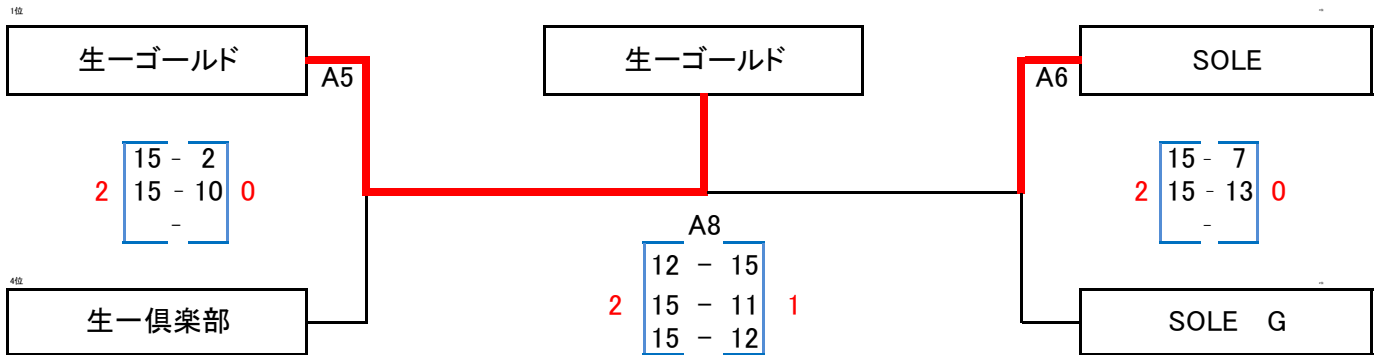 1位
生一ゴールド
生一ゴールド
SOLE
A5
A6
15 - 2
2 15 - 10 0
-
15 - 7
2 15 - 13 0
-
A8
12 - 15
2 15 - 11 1
15 - 12
4位
生一倶楽部
SOLE G